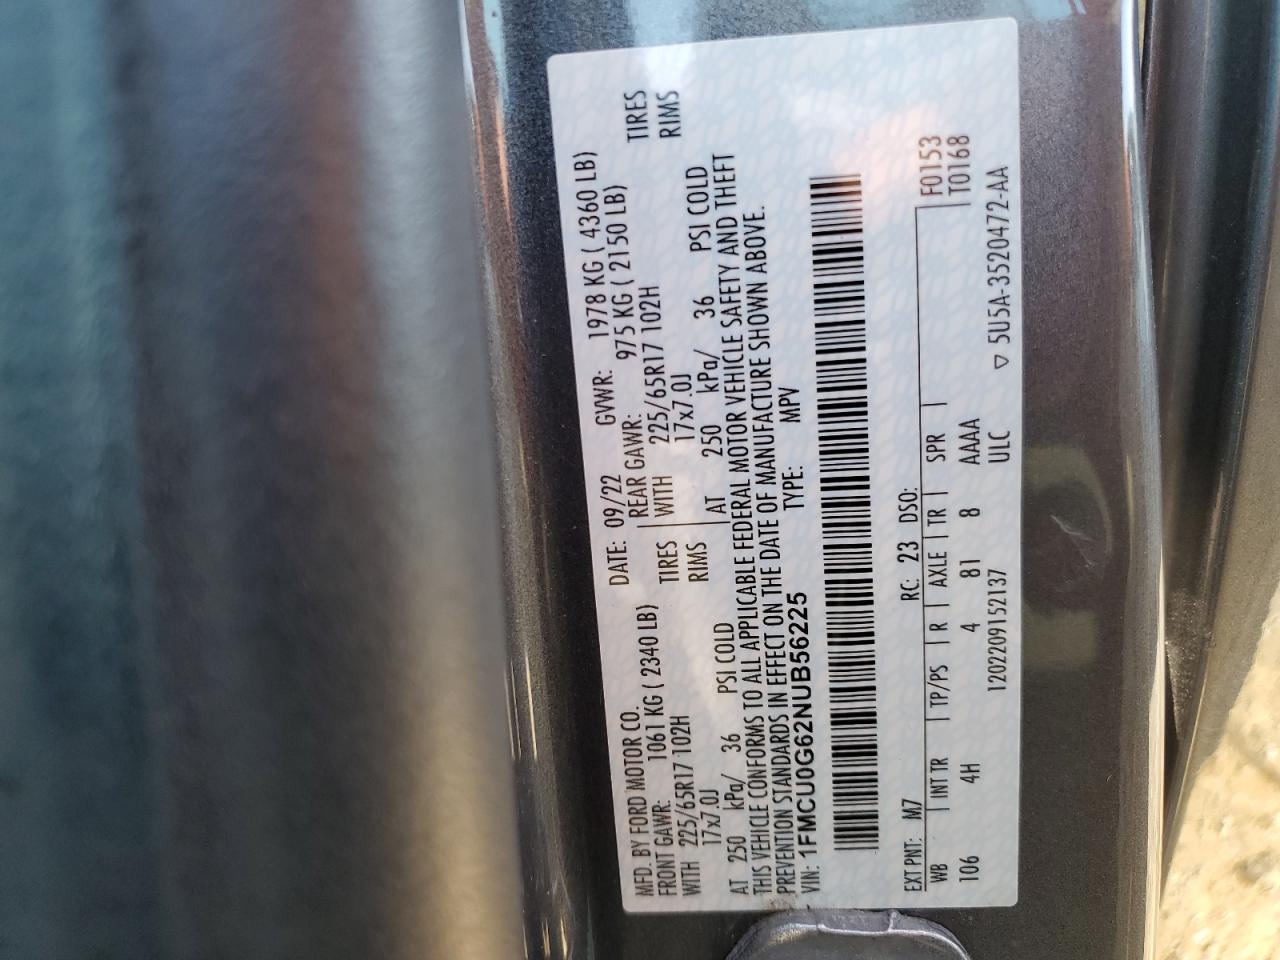 MFD. BY FORD MOTOR CO. DATE: 09/22 GVWR: 1978 KG ( 4360 LB)
FRONT GAWR: 1061 KG ( 2340 LB) REAR GAWR: 975 KG ( 2150 LB)
WITH 225/65R17 102H TIRES WITH 225/65R17 102H TIRES
17x7.0J RIMS 17x7.0J RIMS
AT 250 kPa/ 36 PSI COLD AT 250 kPa/ 36 PSI COLD
THIS VEHICLE CONFORMS TO ALL APPLICABLE FEDERAL MOTOR VEHICLE SAFETY AND THEFT
PREVENTION STANDARDS IN EFFECT ON THE DATE OF MANUFACTURE SHOWN ABOVE.
VIN: 1FMCU0G62NUB56225 TYPE: MPV
EXT PNT: M7 RC: 23 DSO: F0153
WB INT TR TP/PS R AXLE TR SPR T0168
106 4H 4 81 8 AAAA
1202209152137 ULC ▽ 5U5A-3520472-AA